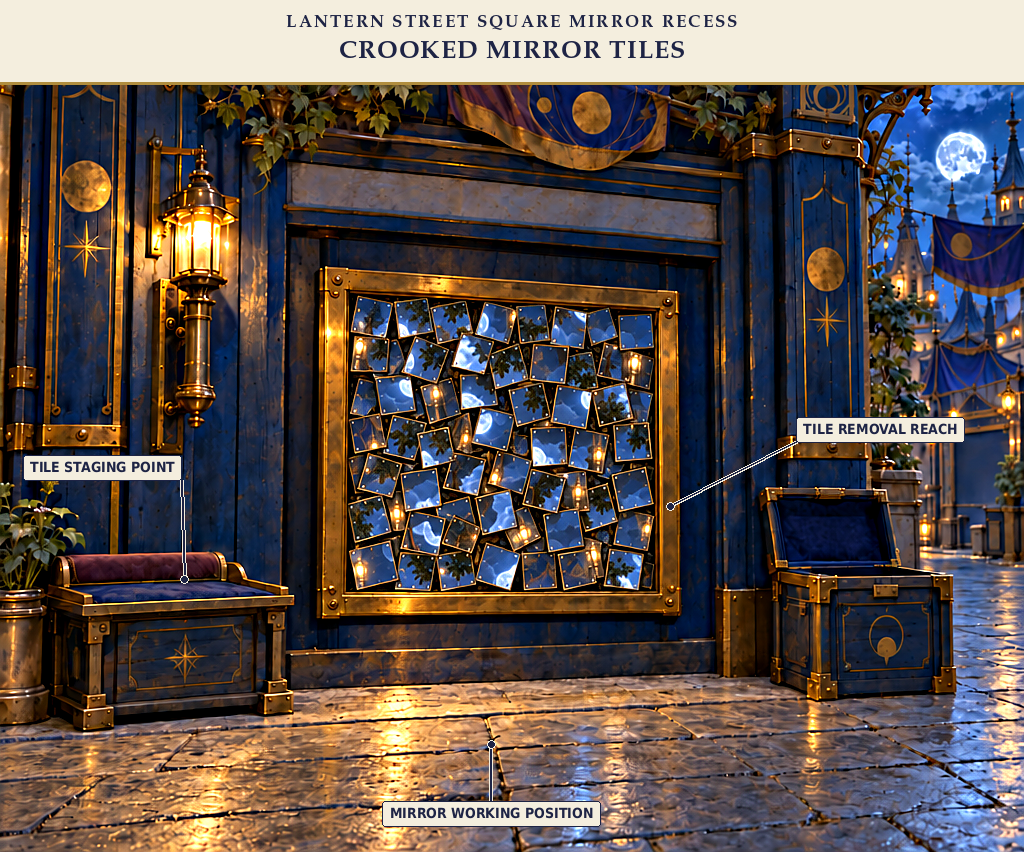 LANTERN STREET SQUARE MIRROR RECESS
CROOKED MIRROR TILES
TILE REMOVAL REACH
TILE STAGING POINT
MIRROR WORKING POSITION